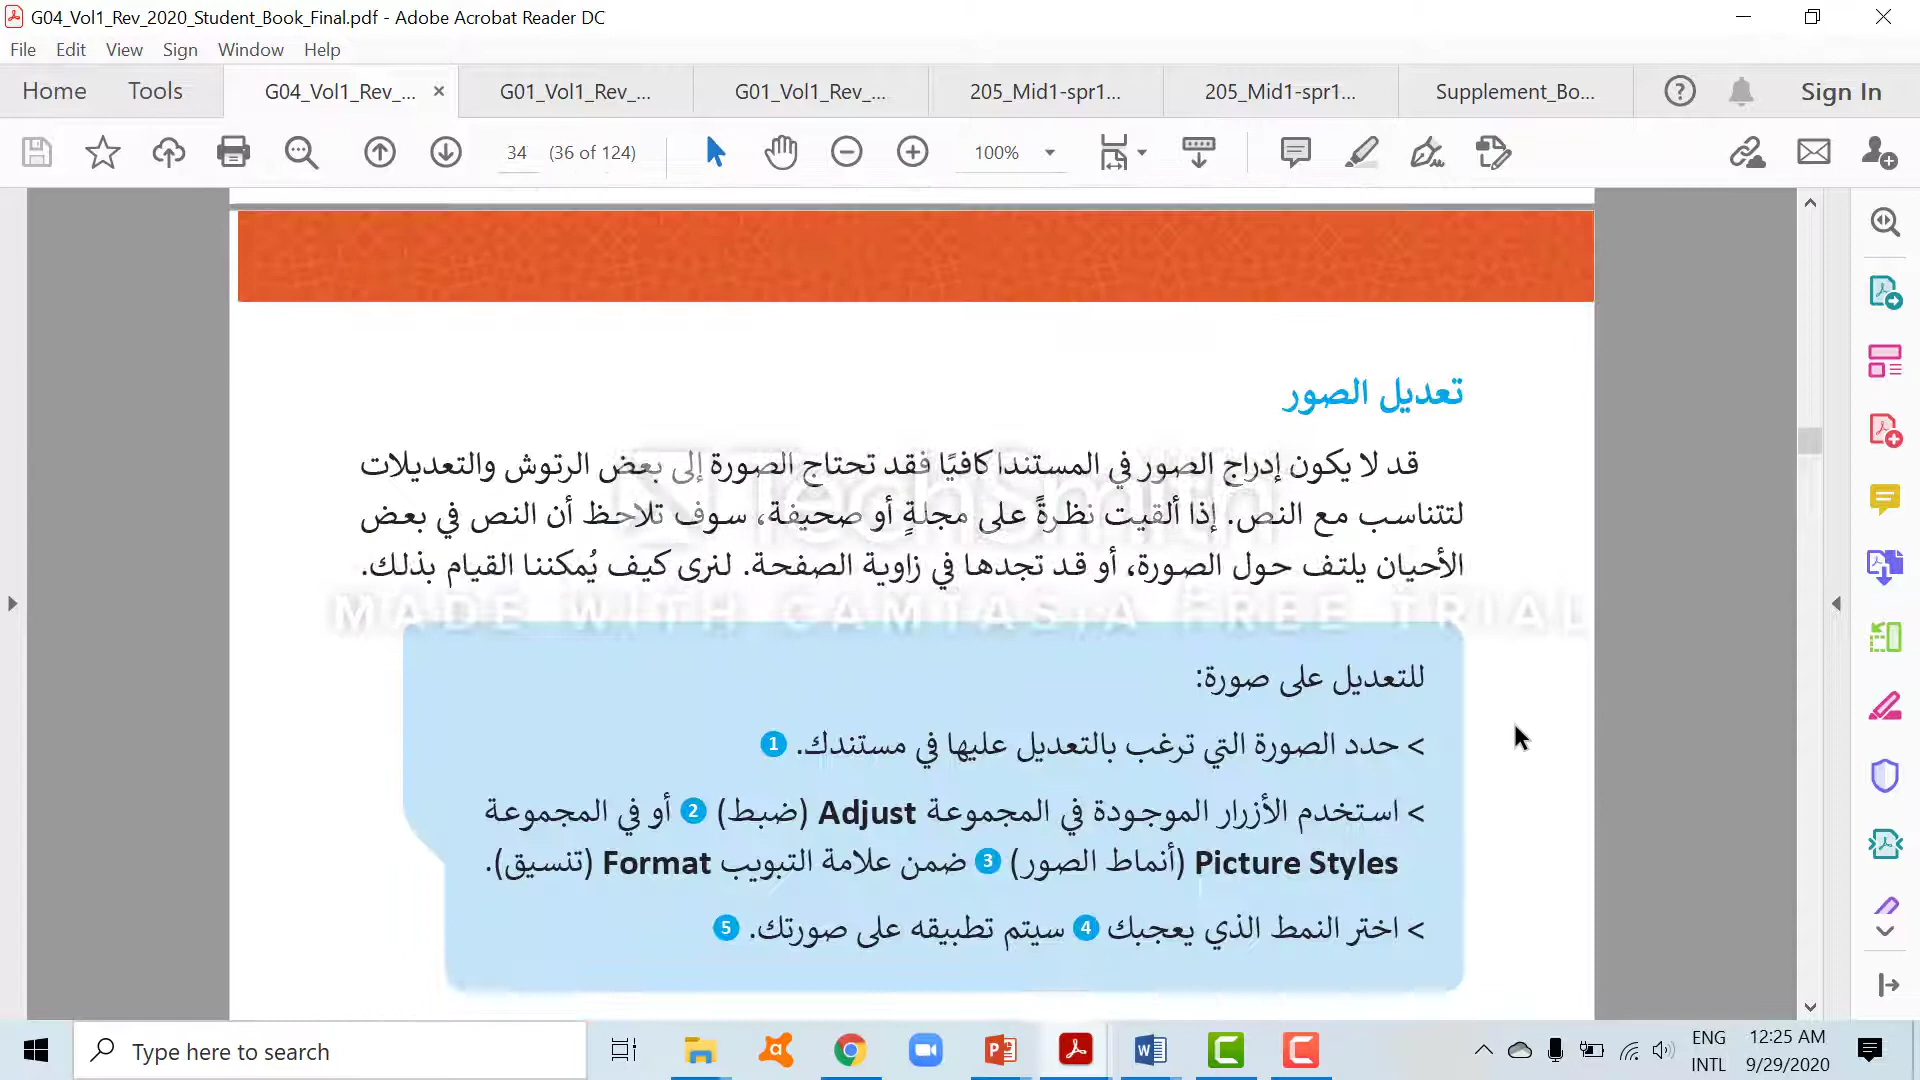 G04_Vol1_Rev_2020_Student_Book_Final.pdf - Adobe Acrobat Reader DC
File Edit View Sign Window Help
Home Tools G04_Vol1_Rev_... G01_Vol1_Rev_... G01_Vol1_Rev_... 205_Mid1-spr1... 205_Mid1-spr1... Supplement_Bo... Sign In
34 (36 of 124) 100%
تعديل الصور
قد لا يكون إدراج الصور في المستندا كافيًا فقد تحتاج الصورة إلى بعض الرتوش والتعديلات
لتتناسب مع النص. إذا ألقيت نظرةً على مجلةٍ أو صحيفة، سوف تلاحظ أن النص في بعض
الأحيان يلتف حول الصورة، أو قد تجدها في زاوية الصفحة. لنرى كيف يُمكننا القيام بذلك.
TechSmith
MADE WITH CAMTASIA FREE TRIAL
للتعديل على صورة:
> حدد الصورة التي ترغب بالتعديل عليها في مستندك. 1
> استخدم الأزرار الموجودة في المجموعة Adjust (ضبط) 2 أو في المجموعة
Picture Styles (أنماط الصور) 3 ضمن علامة التبويب Format (تنسيق).
> اختر النمط الذي يعجبك 4 سيتم تطبيقه على صورتك. 5
Type here to search
ENG 12:25 AM
INTL 9/29/2020